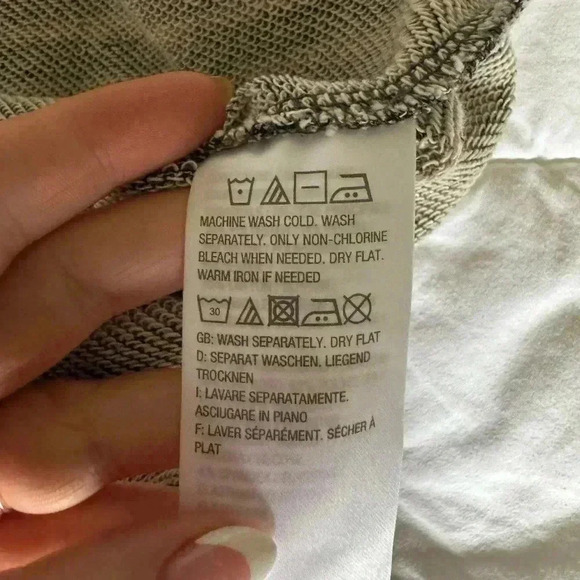 MACHINE WASH COLD. WASH
SEPARATELY. ONLY NON-CHLORINE
BLEACH WHEN NEEDED. DRY FLAT.
WARM IRON IF NEEDED
30
GB: WASH SEPARATELY. DRY FLAT
D: SEPARAT WASCHEN. LIEGEND
TROCKNEN
I: LAVARE SEPARATAMENTE.
ASCIUGARE IN PIANO
F: LAVER SÉPARÉMENT. SÉCHER À
PLAT